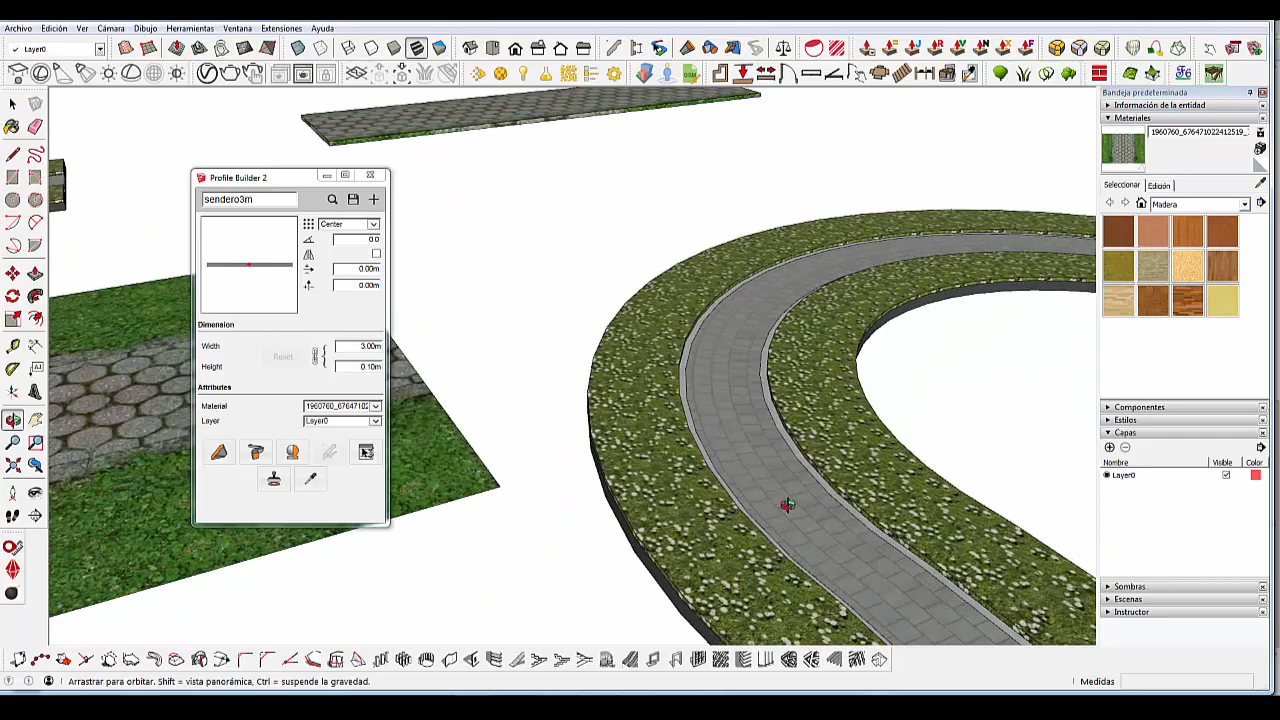 Archivo Edición Ver Cámara Dibujo Herramientas Ventana Extensiones Ayuda
Layer0
Bandeja predeterminada
Información de la entidad
Materiales
1960760_676471022412519_
Seleccionar Edición
Madera
Profile Builder 2
sendero3m
Center
0.0
0.00m
0.00m
Dimension
Width 3.00m
Reset
Height 0.10m
Attributes
Material 1960760_67647102
Layer Layer0
Componentes
Estilos
Capas
Nombre Visible Color
Layer0
Sombras
Escenas
Instructor
Arrastrar para orbitar. Shift = vista panorámica, Ctrl = suspende la gravedad.
Medidas